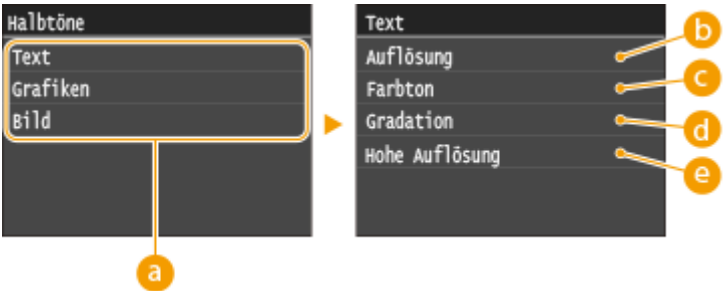 Halbtöne
Text
Grafiken
Bild
a
Text
Auflösung
b
Farbton
c
Gradation
d
Hohe Auflösung
e